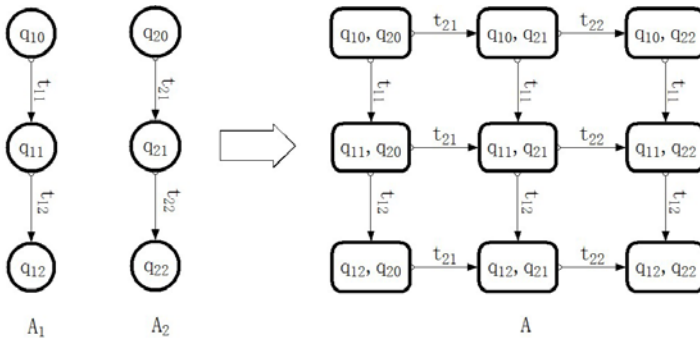 q₁₀ q₂₀ q₁₀, q₂₀ t₂₁ q₁₀, q₂₁ t₂₂ q₁₀, q₂₂
t₁₁ t₂₁ t₁₁ t₁₁ t₁₁
q₁₁ q₂₁ q₁₁, q₂₀ t₂₁ q₁₁, q₂₁ t₂₂ q₁₁, q₂₂
t₁₂ t₂₂ t₁₂ t₁₂ t₁₂
q₁₂ q₂₂ q₁₂, q₂₀ t₂₁ q₁₂, q₂₁ t₂₂ q₁₂, q₂₂
A₁ A₂ A